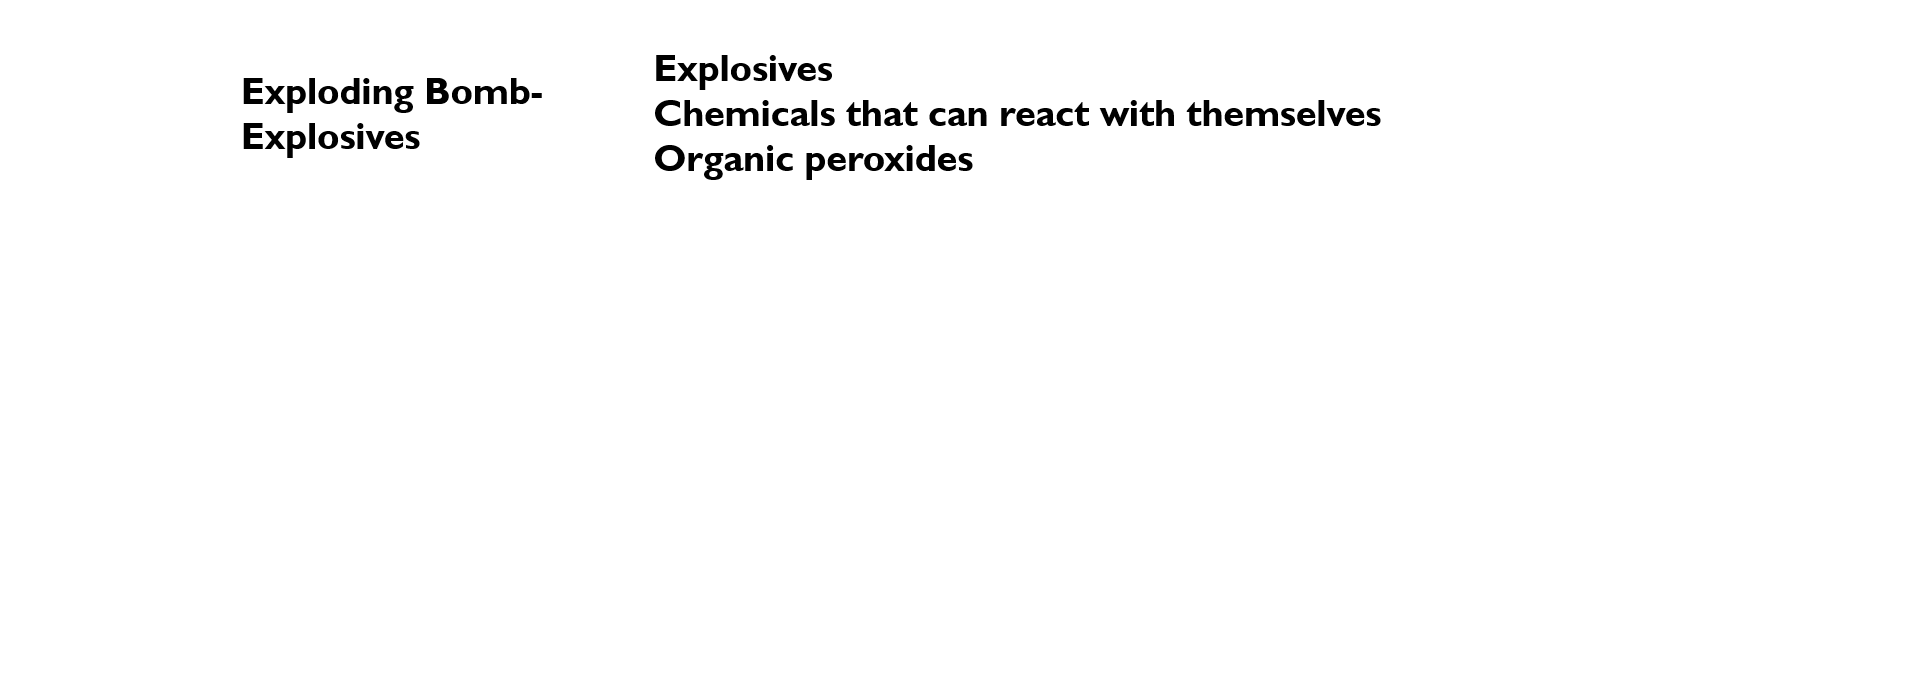 Exploding Bomb-
Explosives
Explosives
Chemicals that can react with themselves
Organic peroxides